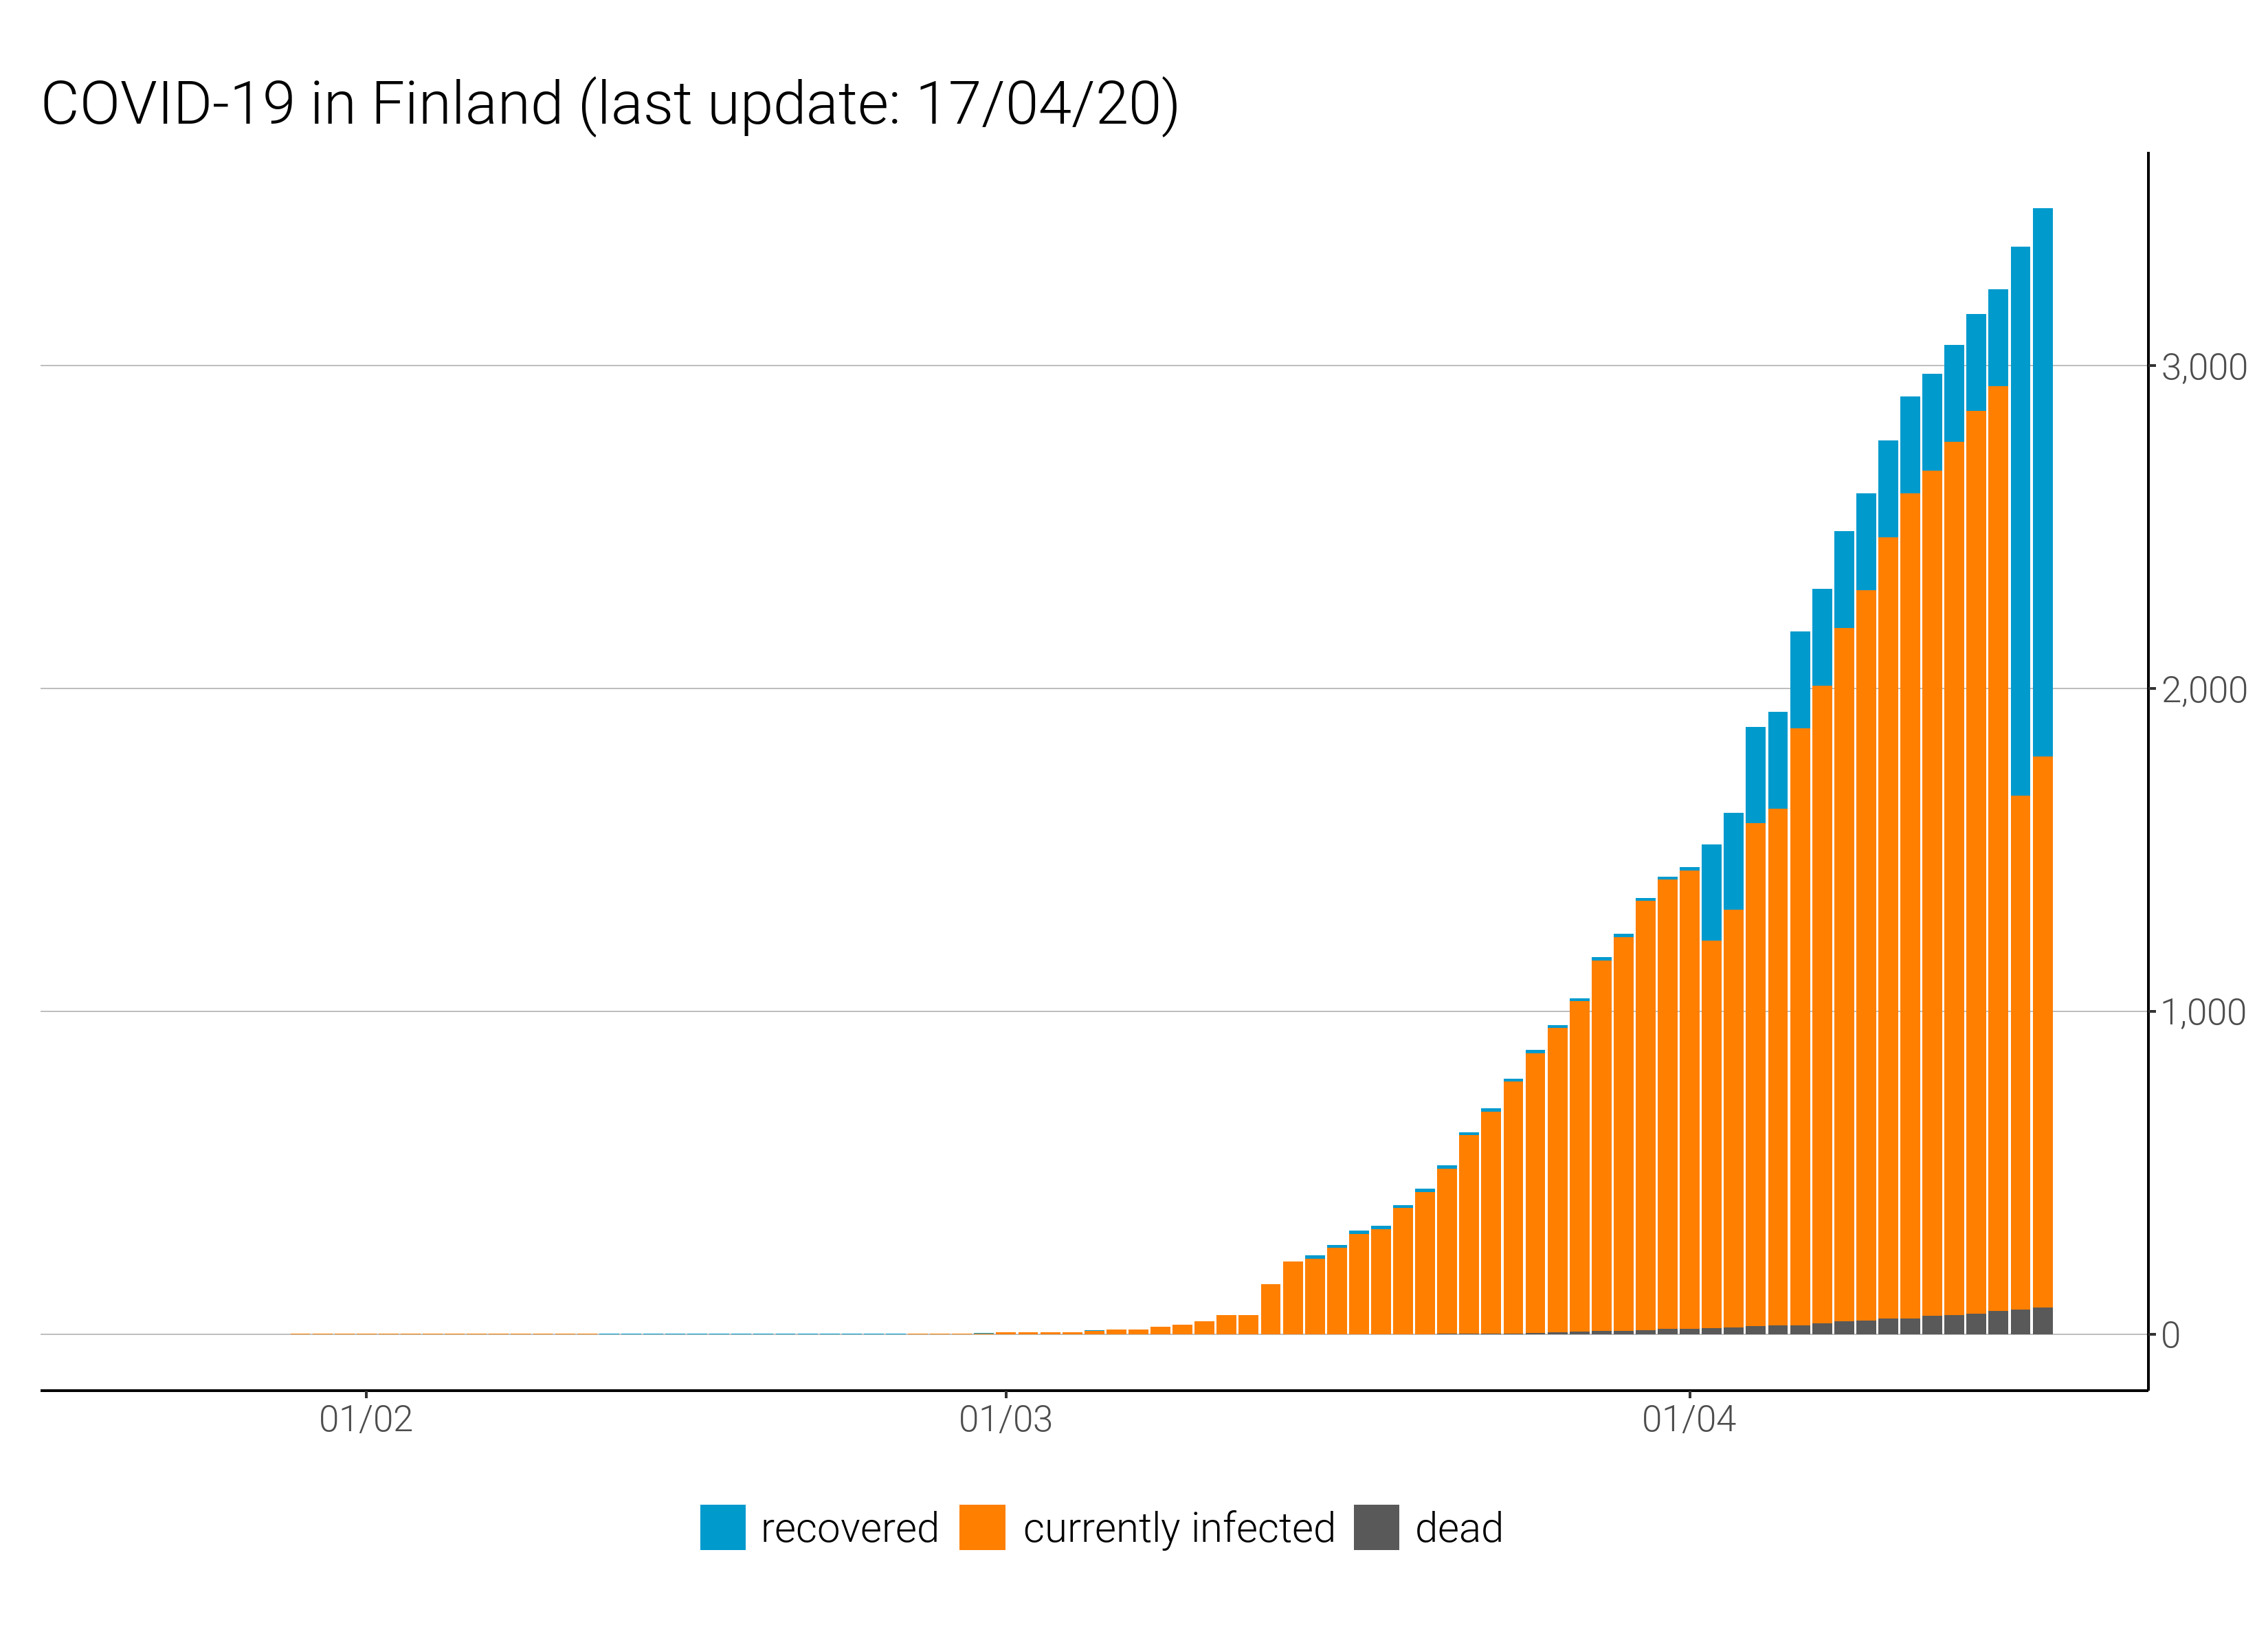 COVID-19 in Finland (last update: 17/04/20)
3,000
2,000
1,000
0
01/02 01/03 01/04
recovered currently infected dead